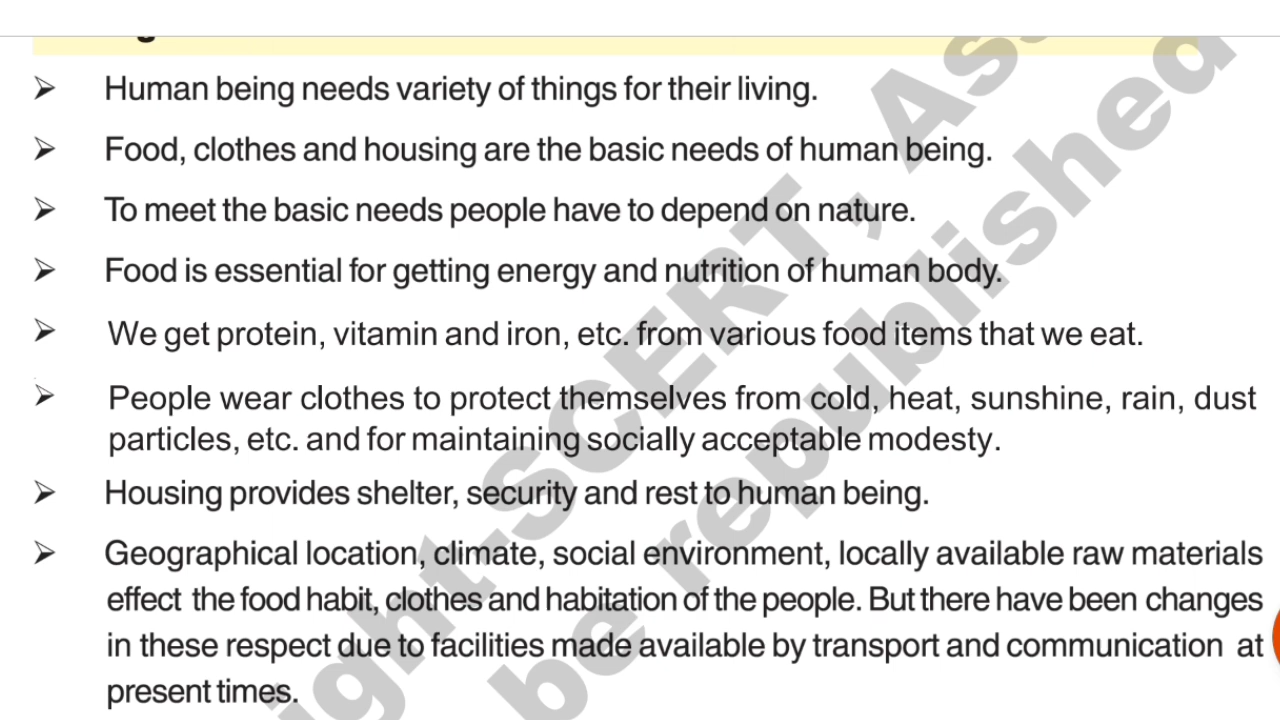 ➢ Human being needs variety of things for their living.
➢ Food, clothes and housing are the basic needs of human being.
➢ To meet the basic needs people have to depend on nature.
➢ Food is essential for getting energy and nutrition of human body.
➢ We get protein, vitamin and iron, etc. from various food items that we eat.
➢ People wear clothes to protect themselves from cold, heat, sunshine, rain, dust
particles, etc. and for maintaining socially acceptable modesty.
➢ Housing provides shelter, security and rest to human being.
➢ Geographical location, climate, social environment, locally available raw materials
effect the food habit, clothes and habitation of the people. But there have been changes
in these respect due to facilities made available by transport and communication at
present times.
ight-SCERT, As
be republished